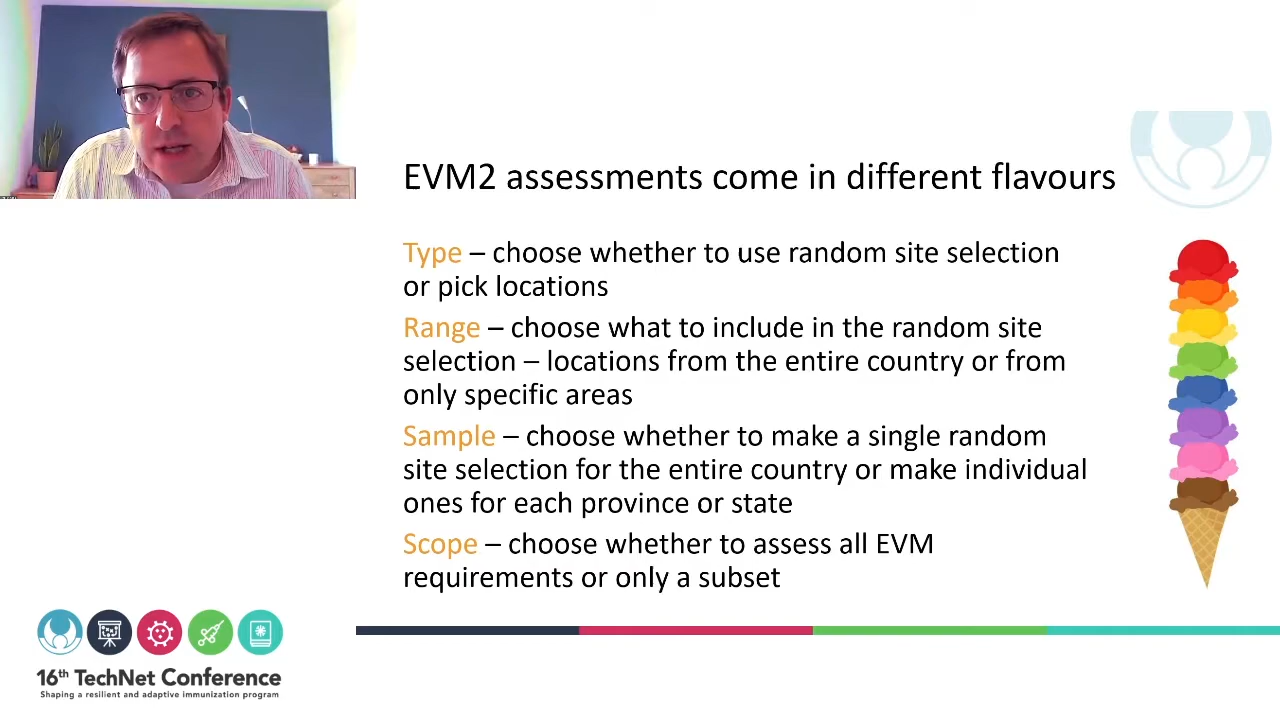 EVM2 assessments come in different flavours
Type – choose whether to use random site selection
or pick locations
Range – choose what to include in the random site
selection – locations from the entire country or from
only specific areas
Sample – choose whether to make a single random
site selection for the entire country or make individual
ones for each province or state
Scope – choose whether to assess all EVM
requirements or only a subset
16th TechNet Conference
Shaping a resilient and adaptive immunization program